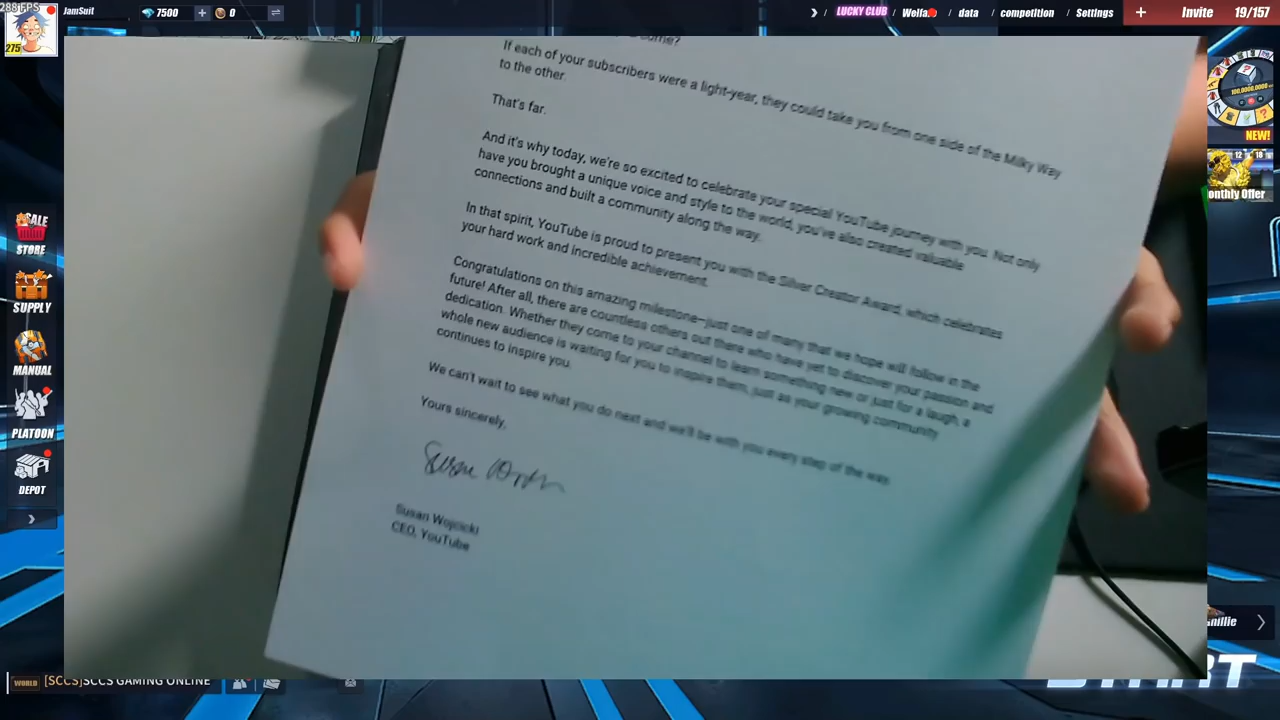 288 FPS
JamSuit
7500
+
0
LUCKY CLUB
/ data
/ competition
/ Settings
+ Invite 19/157
275
If each of your subscribers were a light-year, they could take you from one side of the Milky Way
to the other.
That's far.
And it's why today, we're so excited to celebrate your special YouTube journey with you. Not only
have you brought a unique voice and style to the world, you've also created valuable
connections and built a community along the way.
In that spirit, YouTube is proud to present you with the Silver Creator Award, which celebrates
your hard work and incredible achievement.
Congratulations on this amazing milestone—just one of many that we hope will follow in the
future! After all, there are countless others out there who have yet to discover your passion and
dedication. Whether they come to your channel to learn something new or just for a laugh, a
whole new audience is waiting for you to inspire them, just as your growing community
continues to inspire you.
We can't wait to see what you do next and we'll be with you every step of the way.
Yours sincerely,
Susan Wojcicki
CEO, YouTube
SALE
STORE
SUPPLY
MANUAL
PLATOON
DEPOT
NEW!
onthly Offer
WORLD [SCCS]SCCS GAMING ONLINE